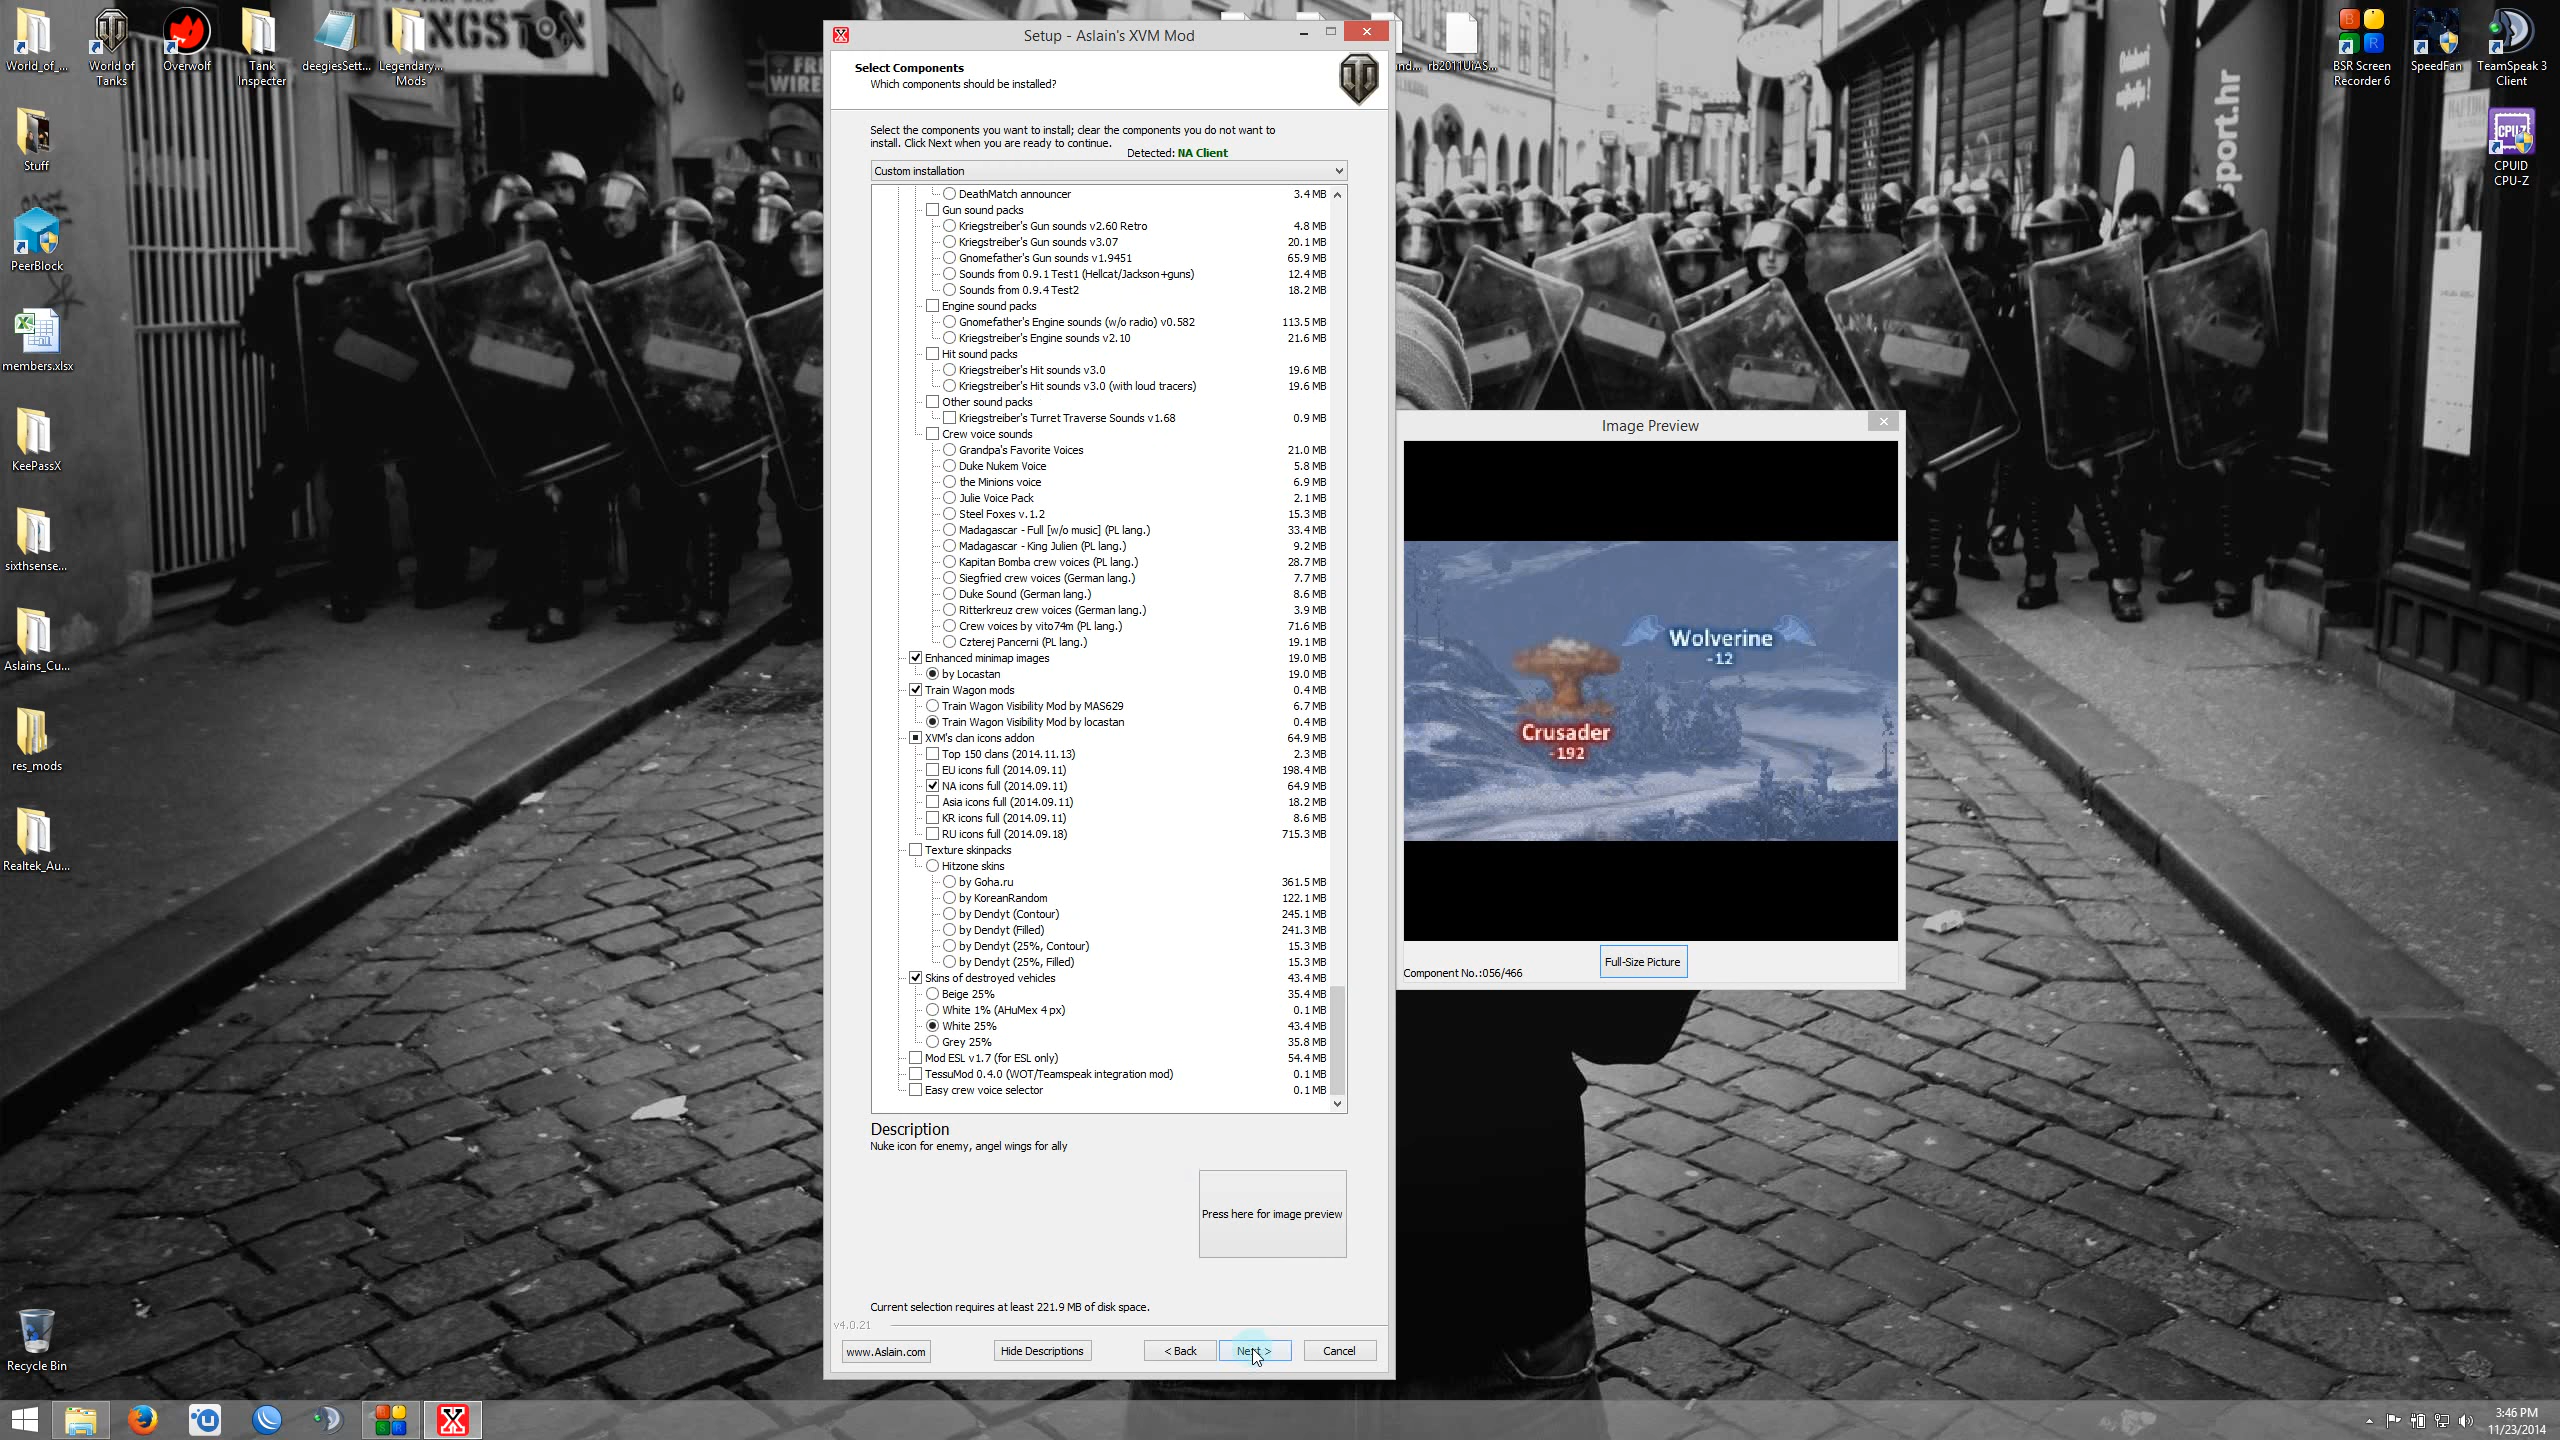 World_of_...
World of
Tanks
Overwolf
Tank
Inspecter
deegiesSett...
Legendary...
Mods
Stuff
PeerBlock
members.xlsx
KeePassX
sixthsense...
Aslains_Cu...
res_mods
Realtek_Au...
Recycle Bin
rb2011UiAS...
BSR Screen
Recorder 6
SpeedFan
TeamSpeak 3
Client
CPUID
CPU-Z
sport.hr
Setup - Aslain's XVM Mod
Select Components
Which components should be installed?
Select the components you want to install; clear the components you do not want to
install. Click Next when you are ready to continue.
Detected: NA Client
Custom installation
DeathMatch announcer 3.4 MB
Gun sound packs
Kriegstreiber's Gun sounds v2.60 Retro 4.8 MB
Kriegstreiber's Gun sounds v3.07 20.1 MB
Gnomefather's Gun sounds v1.9451 65.9 MB
Sounds from 0.9.1 Test1 (Hellcat/Jackson+guns) 12.4 MB
Sounds from 0.9.4 Test2 18.2 MB
Engine sound packs
Gnomefather's Engine sounds (w/o radio) v0.582 113.5 MB
Kriegstreiber's Engine sounds v2.10 21.6 MB
Hit sound packs
Kriegstreiber's Hit sounds v3.0 19.6 MB
Kriegstreiber's Hit sounds v3.0 (with loud tracers) 19.6 MB
Other sound packs
Kriegstreiber's Turret Traverse Sounds v1.68 0.9 MB
Crew voice sounds
Grandpa's Favorite Voices 21.0 MB
Duke Nukem Voice 5.8 MB
the Minions voice 6.9 MB
Julie Voice Pack 2.1 MB
Steel Foxes v.1.2 15.3 MB
Madagascar - Full [w/o music] (PL lang.) 33.4 MB
Madagascar - King Julien (PL lang.) 9.2 MB
Kapitan Bomba crew voices (PL lang.) 28.7 MB
Siegfried crew voices (German lang.) 7.7 MB
Duke Sound (German lang.) 8.6 MB
Ritterkreuz crew voices (German lang.) 3.9 MB
Crew voices by vito74m (PL lang.) 71.6 MB
Czterej Pancerni (PL lang.) 19.1 MB
Enhanced minimap images 19.0 MB
by Locastan 19.0 MB
Train Wagon mods 0.4 MB
Train Wagon Visibility Mod by MAS629 6.7 MB
Train Wagon Visibility Mod by locastan 0.4 MB
XVM's clan icons addon 64.9 MB
Top 150 clans (2014.11.13) 2.3 MB
EU icons full (2014.09.11) 198.4 MB
NA icons full (2014.09.11) 64.9 MB
Asia icons full (2014.09.11) 18.2 MB
KR icons full (2014.09.11) 8.6 MB
RU icons full (2014.09.18) 715.3 MB
Texture skinpacks
Hitzone skins
by Goha.ru 361.5 MB
by KoreanRandom 122.1 MB
by Dendyt (Contour) 245.1 MB
by Dendyt (Filled) 241.3 MB
by Dendyt (25%, Contour) 15.3 MB
by Dendyt (25%, Filled) 15.3 MB
Skins of destroyed vehicles 43.4 MB
Beige 25% 35.4 MB
White 1% (AHuMex 4 px) 0.1 MB
White 25% 43.4 MB
Grey 25% 35.8 MB
Mod ESL v1.7 (for ESL only) 54.4 MB
TessuMod 0.4.0 (WOT/Teamspeak integration mod) 0.1 MB
Easy crew voice selector 0.1 MB
Description
Nuke icon for enemy, angel wings for ally
Press here for image preview
Current selection requires at least 221.9 MB of disk space.
v4.0.21
www.Aslain.com
Hide Descriptions
< Back
Next >
Cancel
Image Preview
Wolverine
-12
Crusader
-192
Full-Size Picture
Component No.:056/466
3:46 PM
11/23/2014